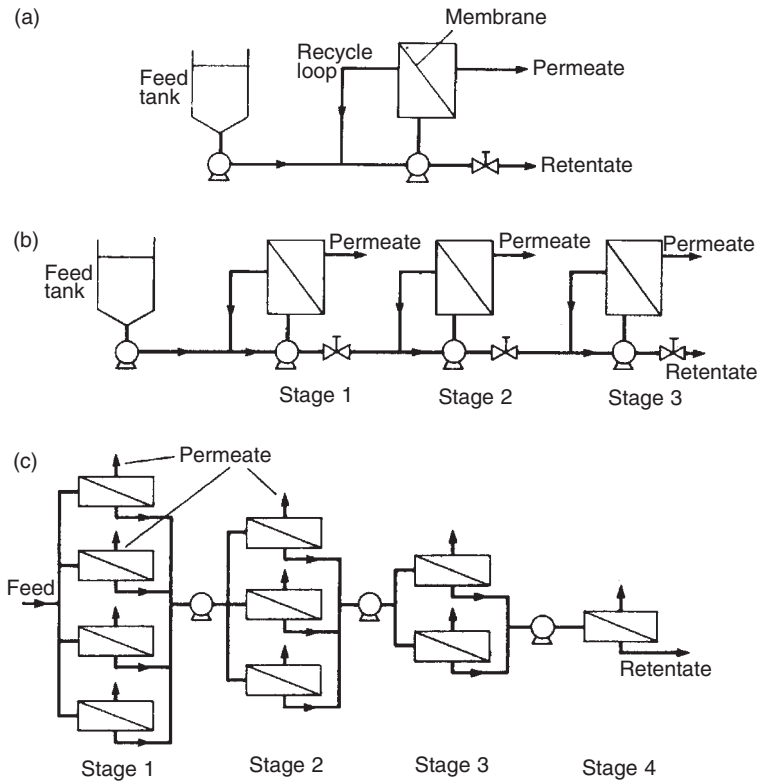 (a)
Membrane
Recycle
loop
Feed
tank
Permeate
Retentate
(b)
Permeate
Permeate
Permeate
Feed
tank
Retentate
Stage 1
Stage 2
Stage 3
(c)
Permeate
Feed
Retentate
Stage 1
Stage 2
Stage 3
Stage 4